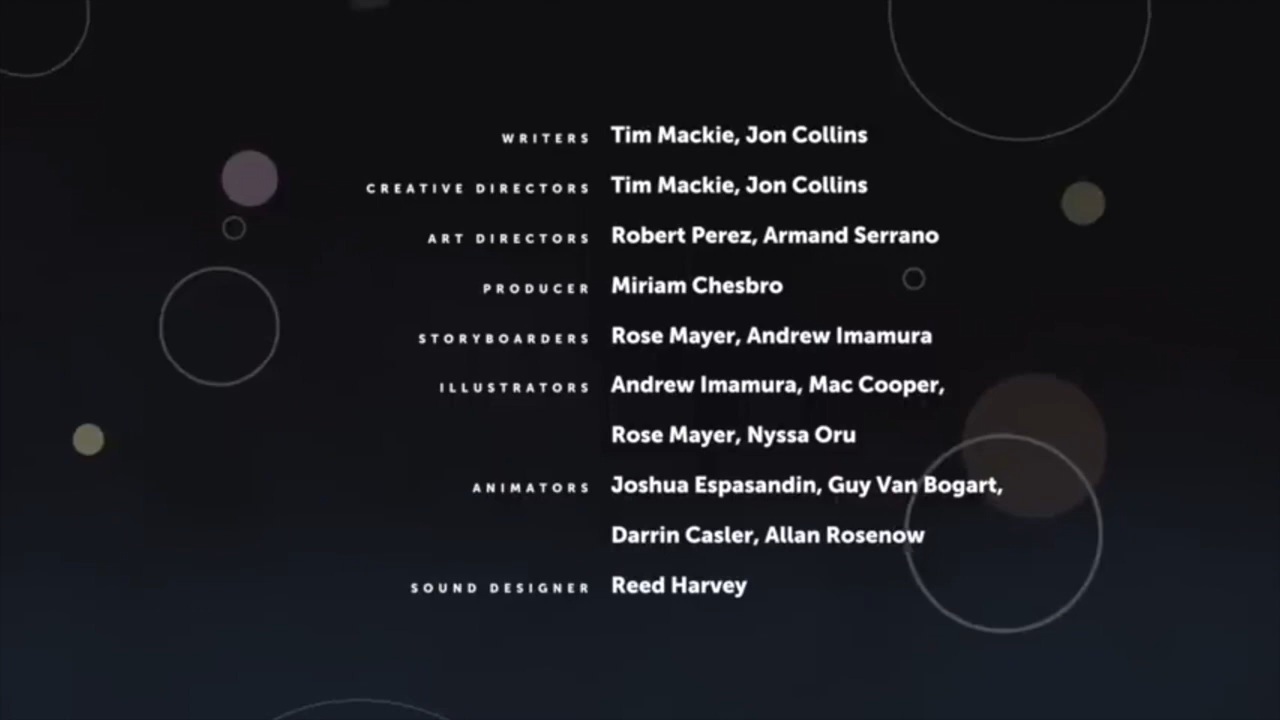 WRITERS Tim Mackie, Jon Collins
CREATIVE DIRECTORS Tim Mackie, Jon Collins
ART DIRECTORS Robert Perez, Armand Serrano
PRODUCER Miriam Chesbro
STORYBOARDERS Rose Mayer, Andrew Imamura
ILLUSTRATORS Andrew Imamura, Mac Cooper,
Rose Mayer, Nyssa Oru
ANIMATORS Joshua Espasandin, Guy Van Bogart,
Darrin Casler, Allan Rosenow
SOUND DESIGNER Reed Harvey